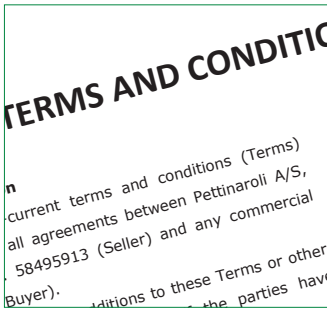 TERMS AND CONDITIO
n
-current terms and conditions (Terms)
all agreements between Pettinaroli A/S,
. 58495913 (Seller) and any commercial
Buyer).
dditions to these Terms or other
the parties have